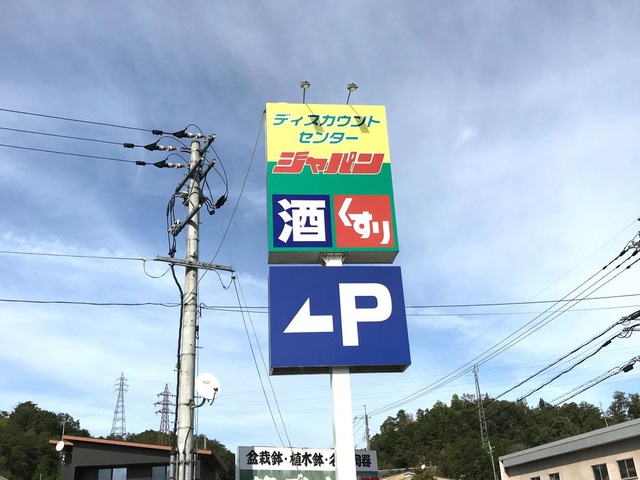 ディスカウント
センター
ジャパン
酒 くすり
P
盆栽鉢・植木鉢・